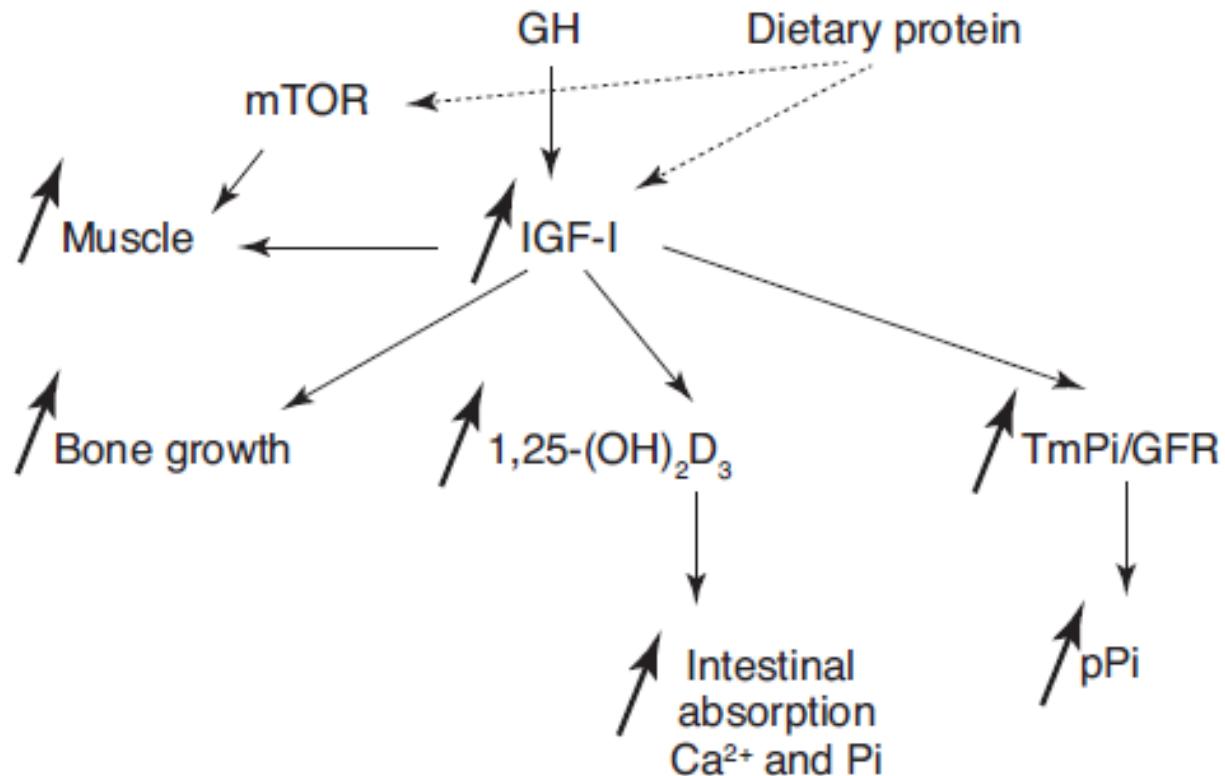 GH
Dietary protein
mTOR
Muscle
IGF-I
Bone growth
1,25-(OH)₂D₃
TmPi/GFR
Intestinal
absorption
Ca²⁺ and Pi
pPi